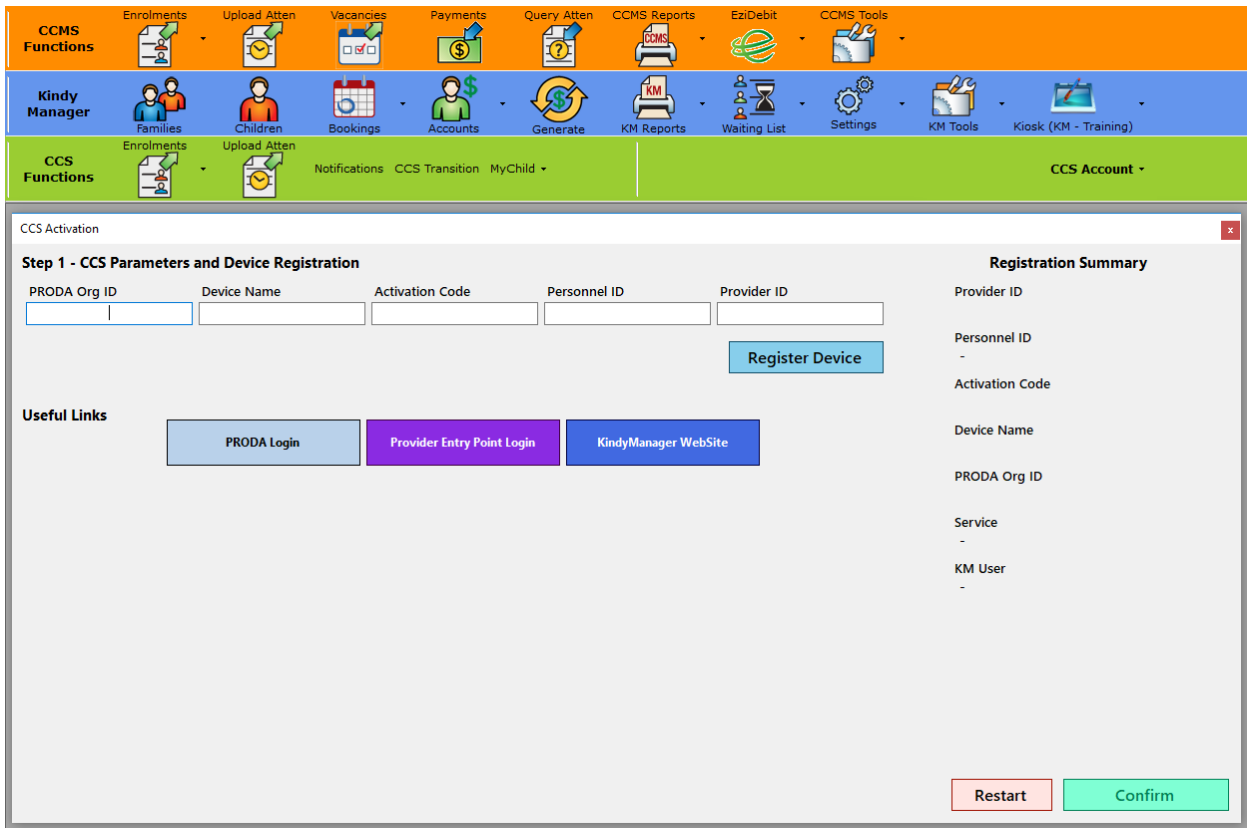 CCMS Functions
Enrolments
Upload Atten
Vacancies
Payments
Query Atten
CCMS Reports
CCMS
EziDebit
CCMS Tools
Kindy Manager
Families
Children
Bookings
Accounts
Generate
KM
KM Reports
Waiting List
Settings
KM Tools
Kiosk (KM - Training)
CCS Functions
Enrolments
Upload Atten
Notifications
CCS Transition
MyChild
CCS Account
CCS Activation
x
Step 1 - CCS Parameters and Device Registration
PRODA Org ID
Device Name
Activation Code
Personnel ID
Provider ID
Register Device
Useful Links
PRODA Login
Provider Entry Point Login
KindyManager WebSite
Registration Summary
Provider ID
Personnel ID
-
Activation Code
Device Name
PRODA Org ID
Service
-
KM User
-
Restart
Confirm